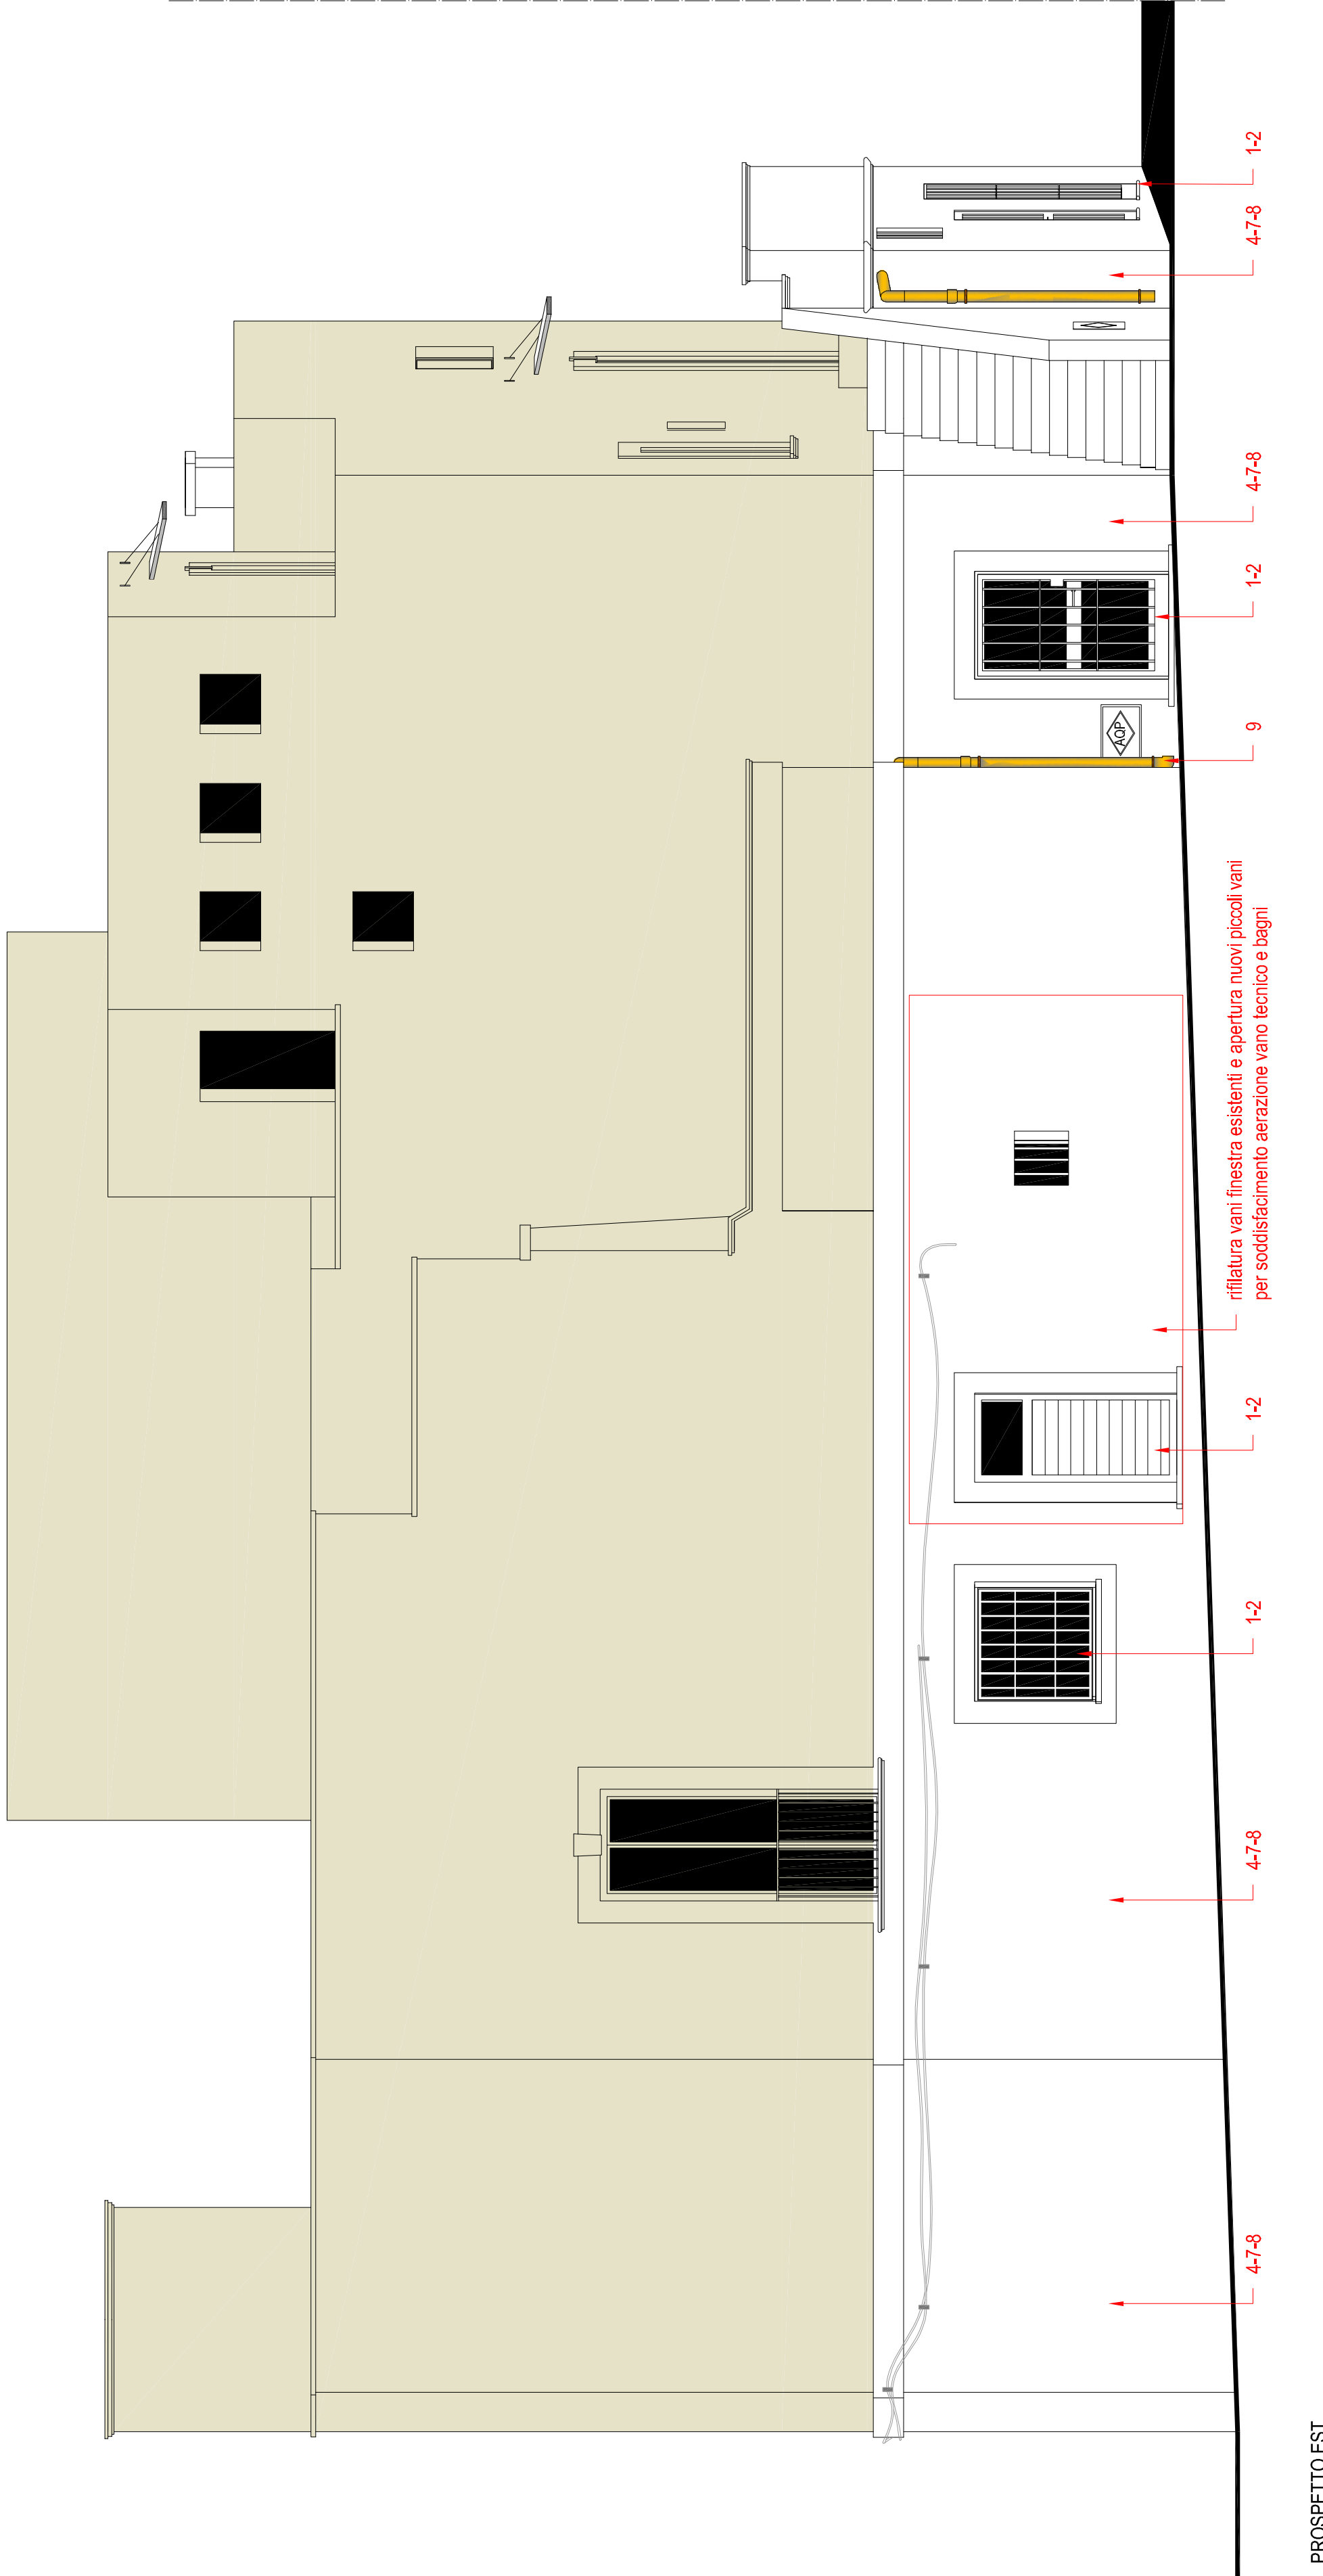 4-7-8
4-7-8
1-2
1-2
rifilatura vani finestra esistenti e apertura nuovi piccoli vani
per soddisfacimento aerazione vano tecnico e bagni
9
AQP
1-2
4-7-8
4-7-8
1-2
PROSPETTO EST